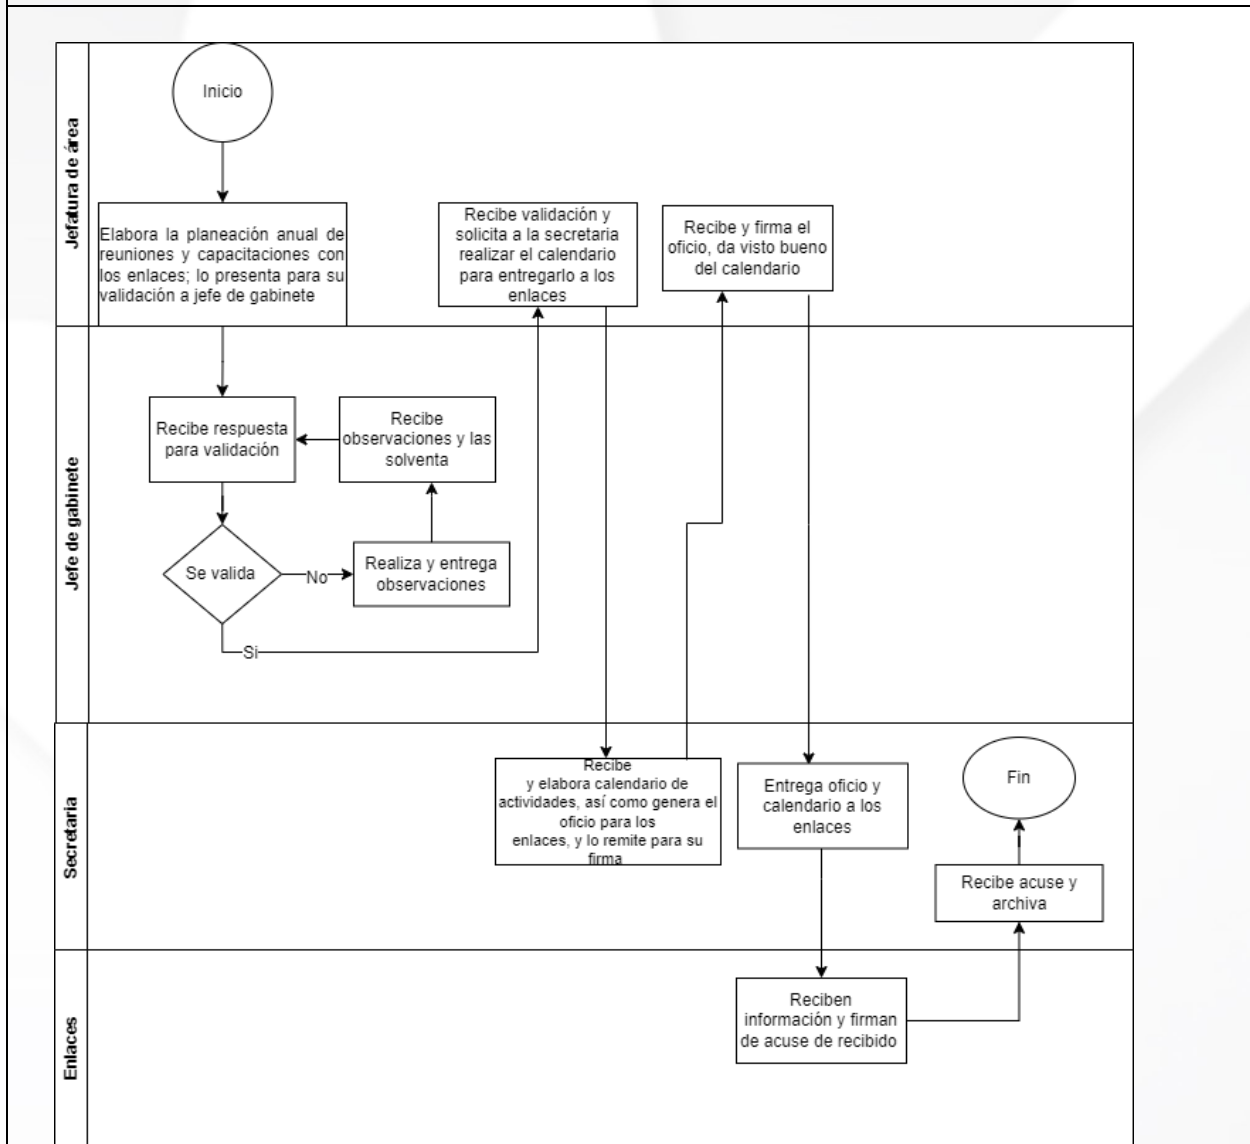 Jefatura de área
Inicio
Elabora la planeación anual de
reuniones y capacitaciones con
los enlaces; lo presenta para su
validación a jefe de gabinete
Recibe validación y
solicita a la secretaria
realizar el calendario
para entregarlo a los
enlaces
Recibe y firma el
oficio, da visto bueno
del calendario
Jefe de gabinete
Recibe respuesta
para validación
Recibe
observaciones y las
solventa
Se valida
No
Realiza y entrega
observaciones
Si
Secretaria
Recibe
y elabora calendario de
actividades, así como genera el
oficio para los
enlaces, y lo remite para su
firma
Entrega oficio y
calendario a los
enlaces
Fin
Recibe acuse y
archiva
Enlaces
Reciben
información y firman
de acuse de recibido